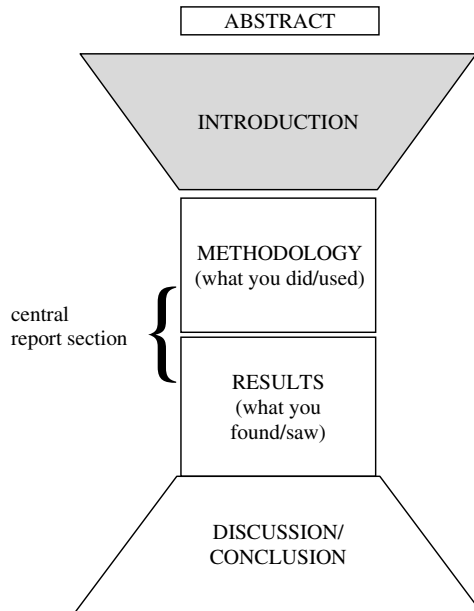 ABSTRACT
INTRODUCTION
METHODOLOGY
(what you did/used)
central
report section
RESULTS
(what you
found/saw)
DISCUSSION/
CONCLUSION